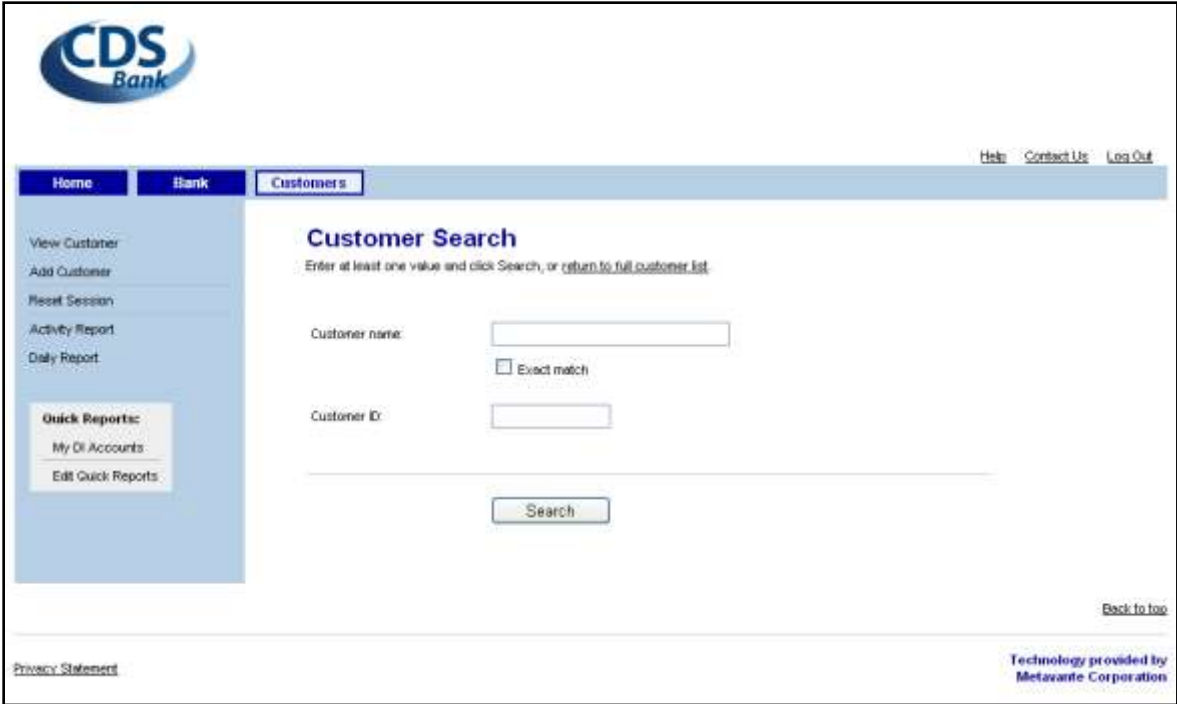 CDS
Bank
Help Contact Us Log Out
Home Bank Customers
View Customer
Add Customer
Reset Session
Activity Report
Daily Report
Quick Reports:
My DI Accounts
Edit Quick Reports
Customer Search
Enter at least one value and click Search, or return to full customer list.
Customer name:
Exact match
Customer ID:
Search
Back to top
Privacy Statement
Technology provided by
Metavante Corporation